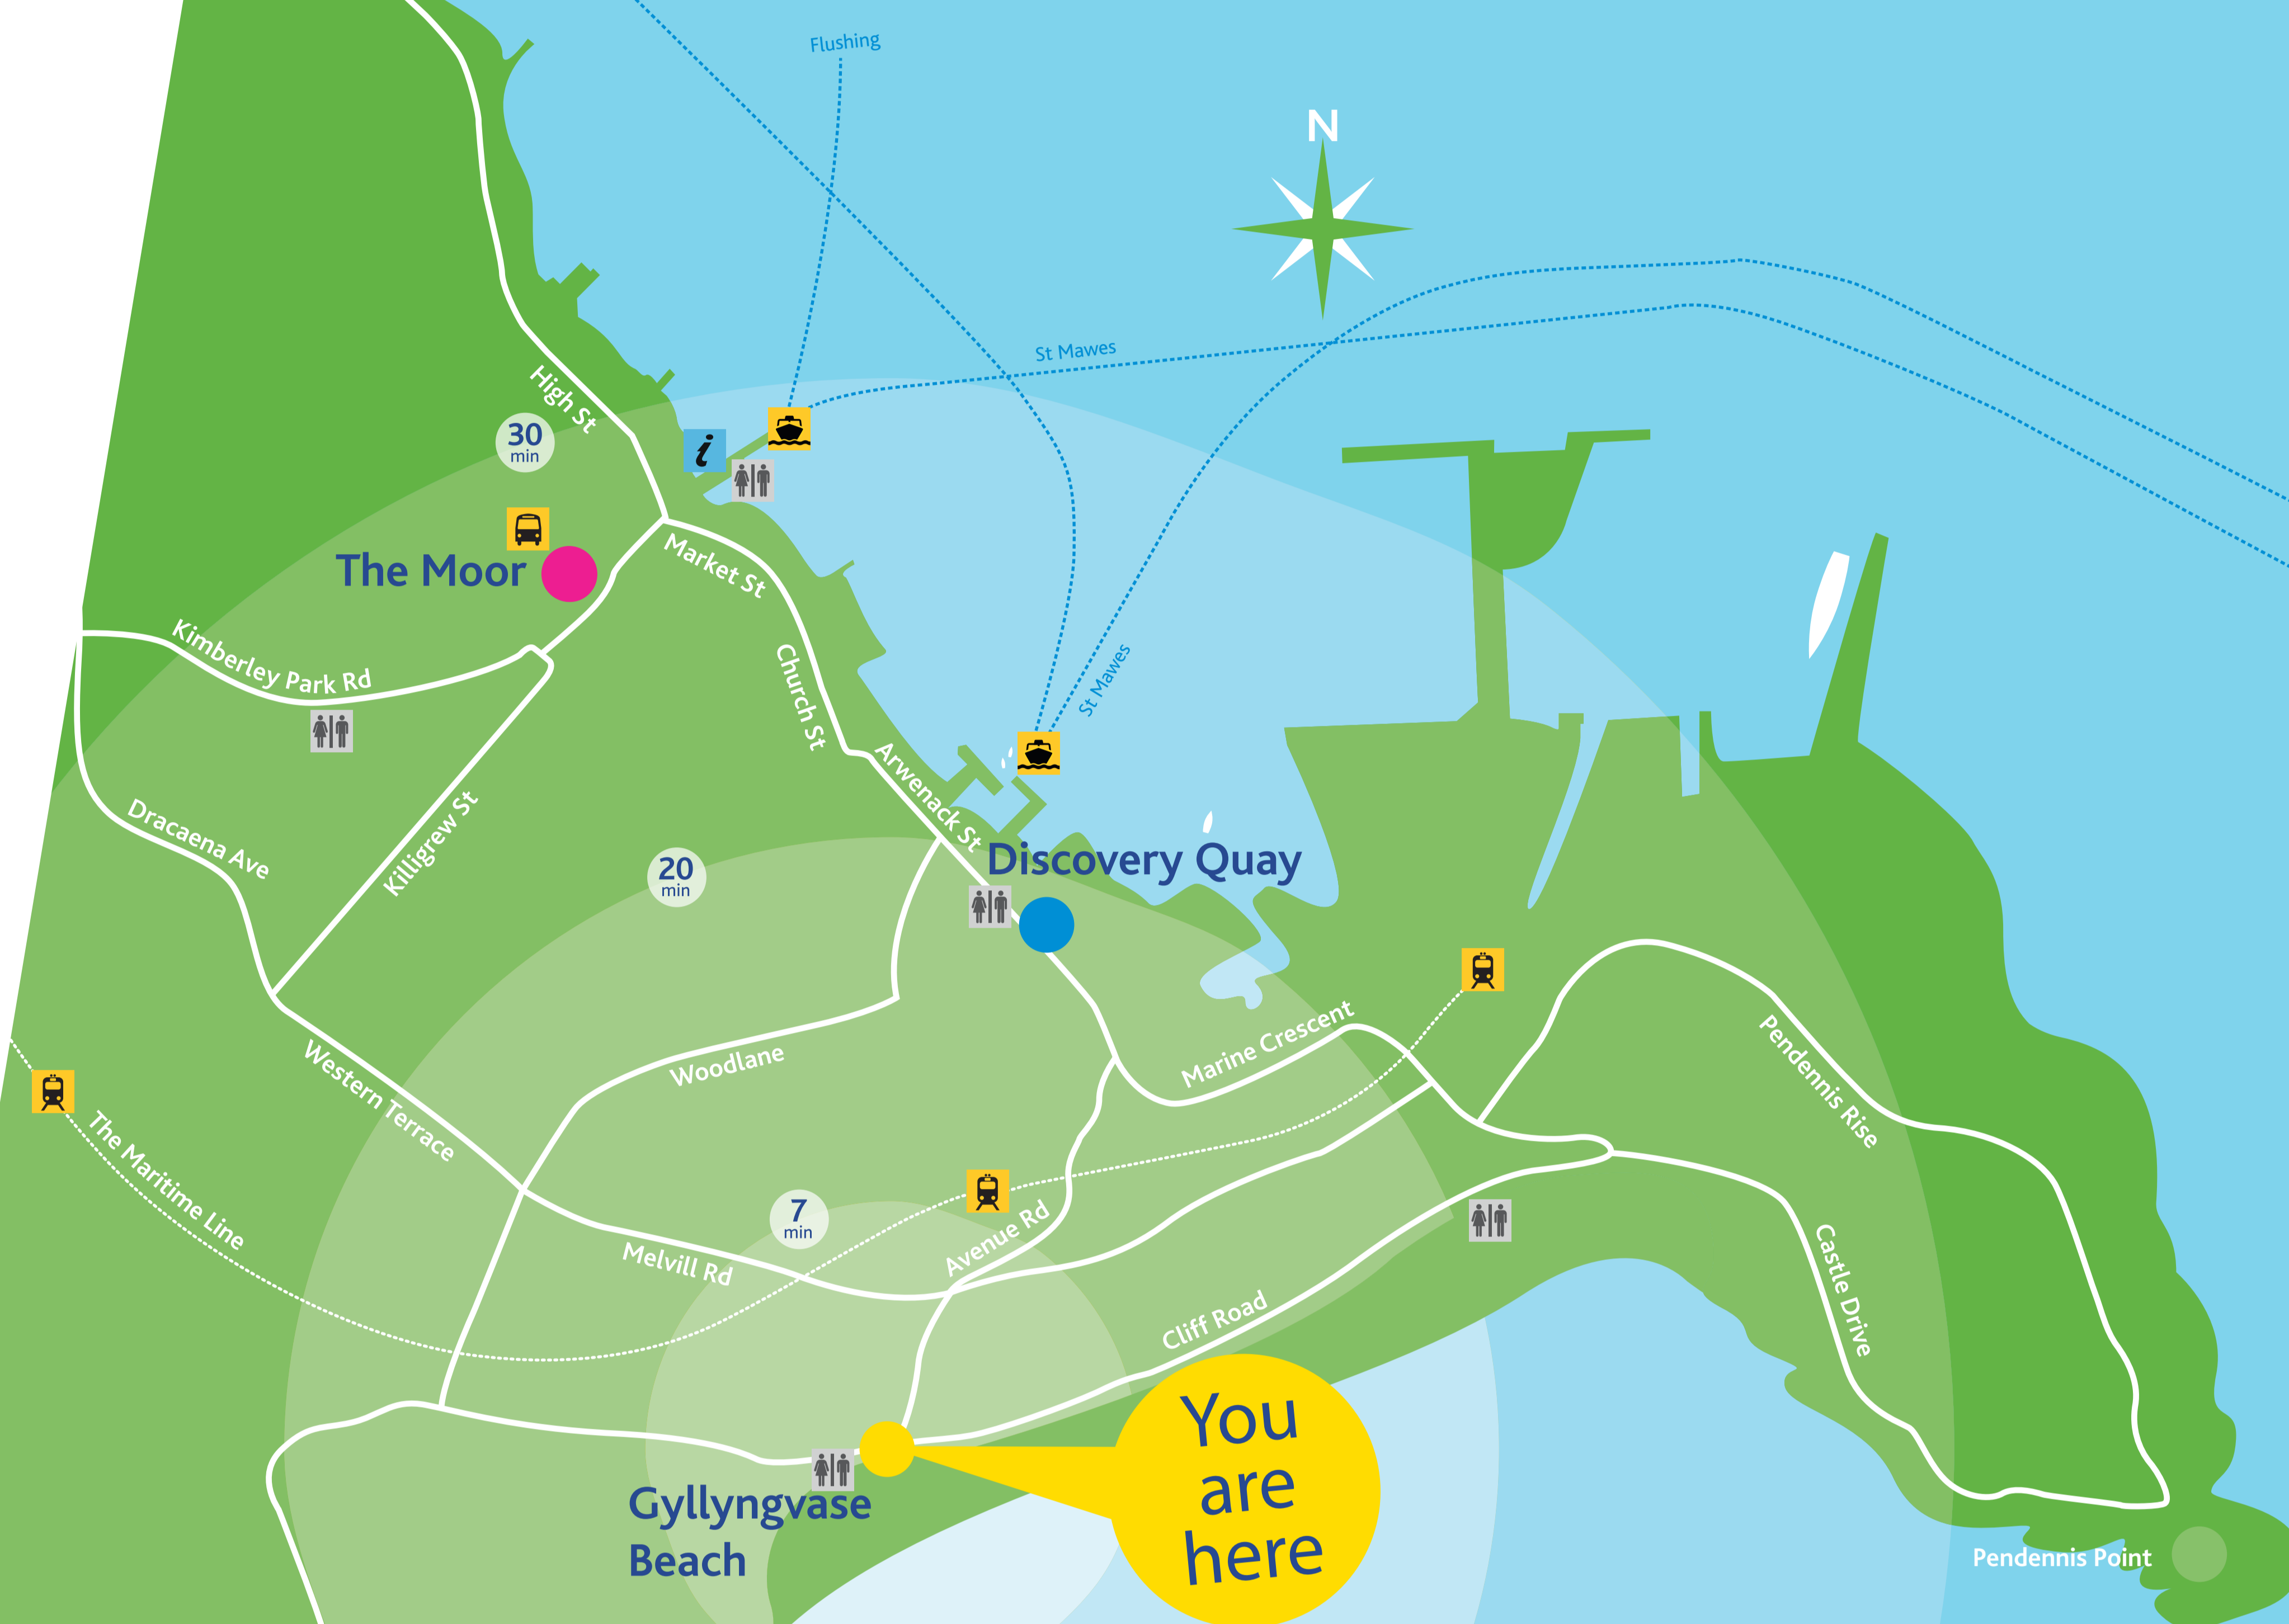 Flushing
N
St Mawes
High St
30
min
i
The Moor
Market St
Kimberley Park Rd
Church St
St Mawes
Arwenack St
Dracaena Ave
Killigrew St
20
min
Discovery Quay
Marine Crescent
Pendennis Rise
Woodlane
Western Terrace
The Maritime Line
7
min
Avenue Rd
Melvill Rd
Castle Drive
Cliff Road
You
are
here
Gyllyngvase
Beach
Pendennis Point